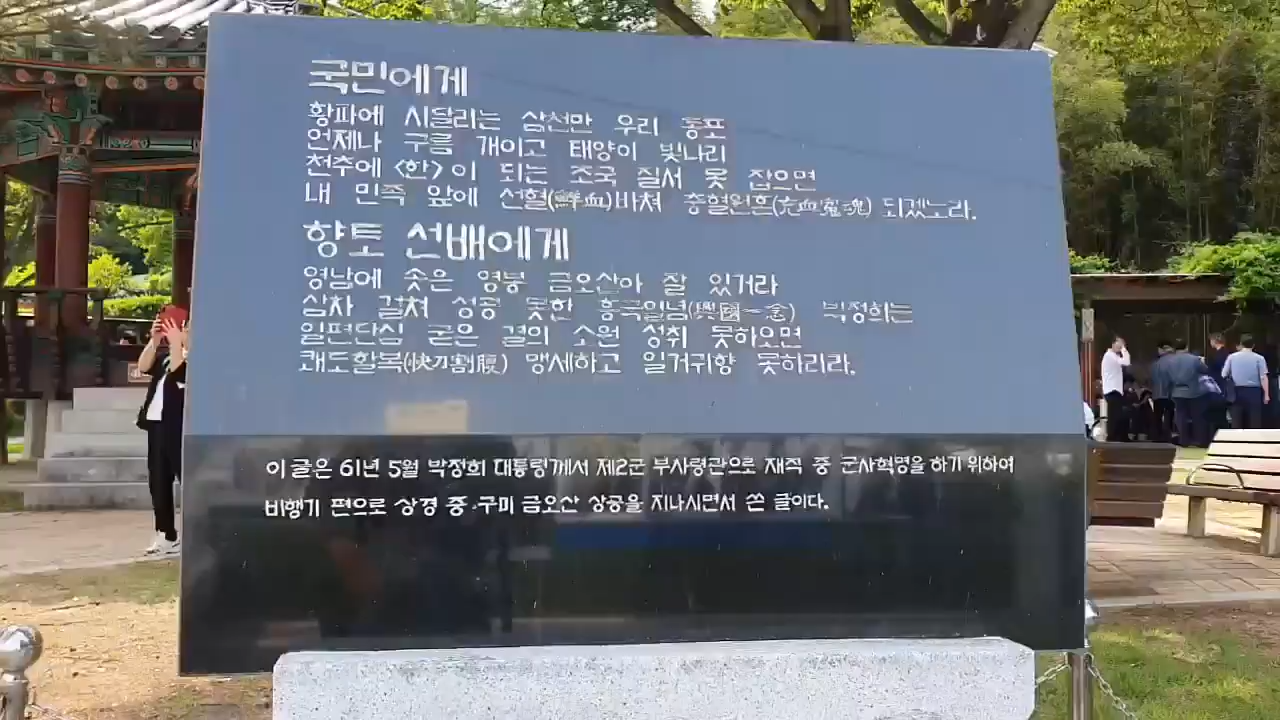 국민에게
황파에 시달리는 삼천만 우리 동포
언제나 구름 개이고 태양이 빛나리
천추에 <한>이 되는 조국 질서 못 잡으면
내 민족 앞에 선혈(鮮血)바쳐 충혈원혼(充血寃魂) 되겠노라.
향토 선배에게
영남에 솟은 영봉 금오산아 잘 있거라
삼차 걸쳐 성공 못한 흥국일념(興國一念) 박정희는
일편단심 굳은 결의 소원 성취 못하오면
쾌도활복(快刀割腹) 맹세하고 일거귀향 못하리라.
이 글은 61년 5월 박정희 대통령께서 제2군 부사령관으로 재직 중 군사혁명을 하기 위하여
비행기 편으로 상경 중·구미 금오산 상공을 지나시면서 쓴 글이다.